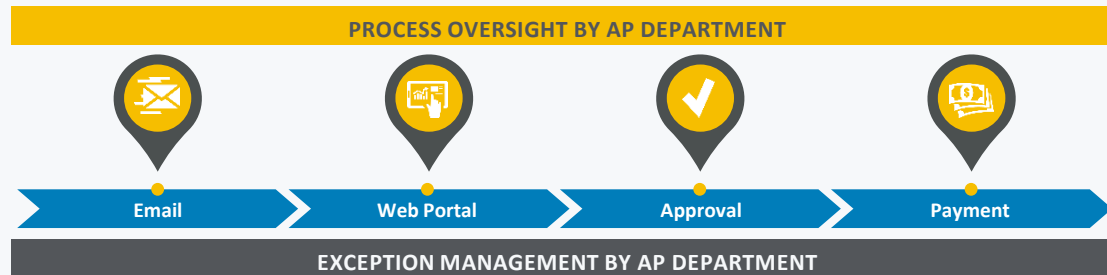 PROCESS OVERSIGHT BY AP DEPARTMENT
Email
Web Portal
Approval
Payment
EXCEPTION MANAGEMENT BY AP DEPARTMENT